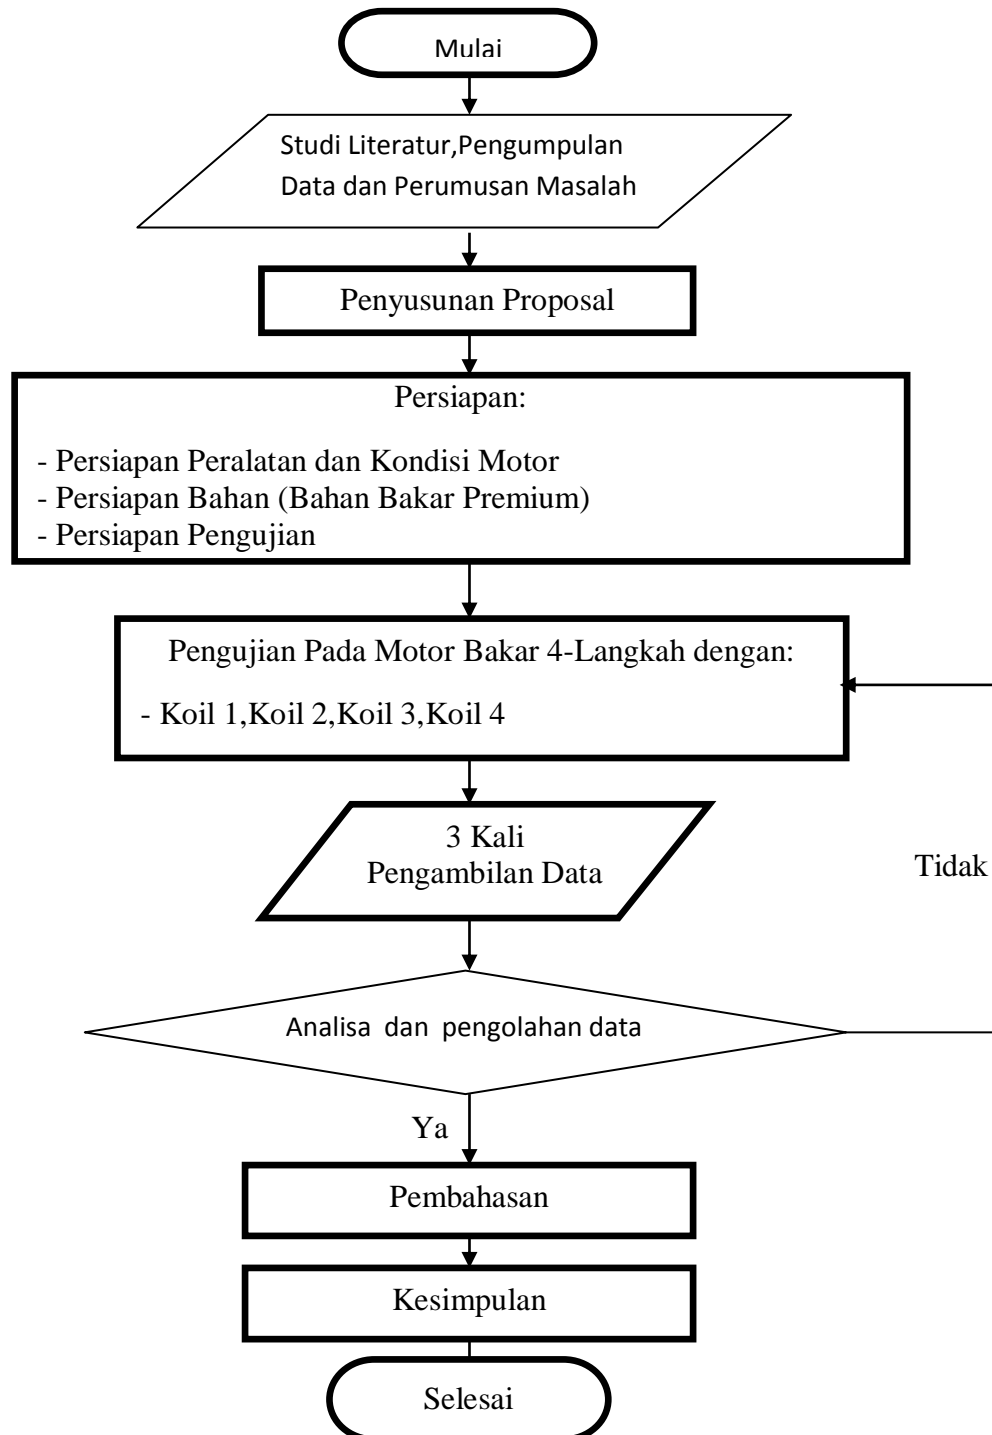 Mulai
Studi Literatur,Pengumpulan
Data dan Perumusan Masalah
Penyusunan Proposal
Persiapan:
- Persiapan Peralatan dan Kondisi Motor
- Persiapan Bahan (Bahan Bakar Premium)
- Persiapan Pengujian
Pengujian Pada Motor Bakar 4-Langkah dengan:
- Koil 1,Koil 2,Koil 3,Koil 4
3 Kali
Pengambilan Data
Tidak
Analisa dan pengolahan data
Ya
Pembahasan
Kesimpulan
Selesai